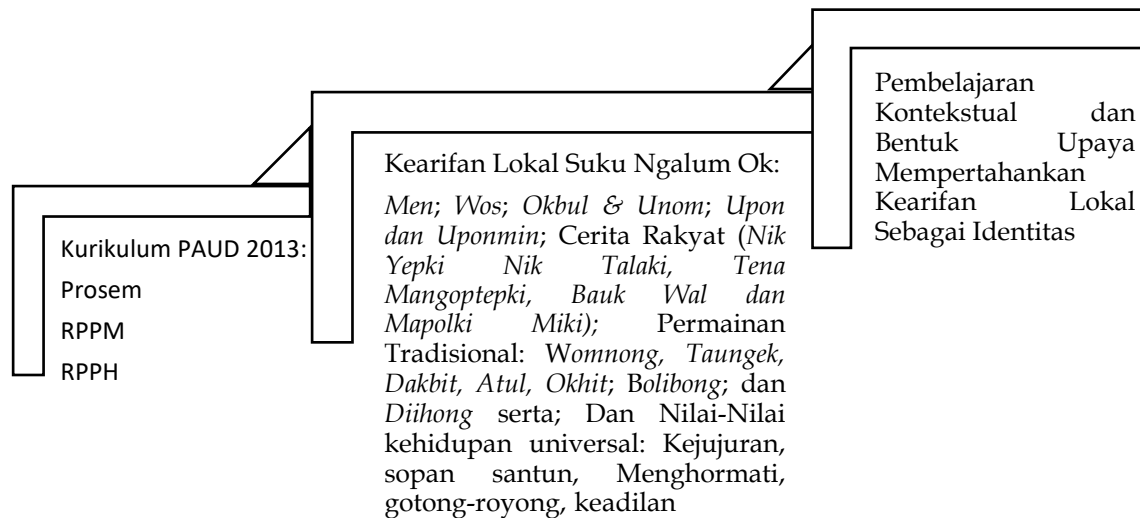 Kurikulum PAUD 2013:
Prosem
RPPM
RPPH
Kearifan Lokal Suku Ngalum Ok:
Men; Wos; Okbul & Unom; Upon
dan Uponmin; Cerita Rakyat (Nik
Yepki Nik Talaki, Tena
Mangoptepki, Bauk Wal dan
Mapolki Miki); Permainan
Tradisional: Womnong, Taungek,
Dakbit, Atul, Okhit; Bolibong; dan
Diihong serta; Dan Nilai-Nilai
kehidupan universal: Kejujuran,
sopan santun, Menghormati,
gotong-royong, keadilan
Pembelajaran
Kontekstual dan
Bentuk Upaya
Mempertahankan
Kearifan Lokal
Sebagai Identitas